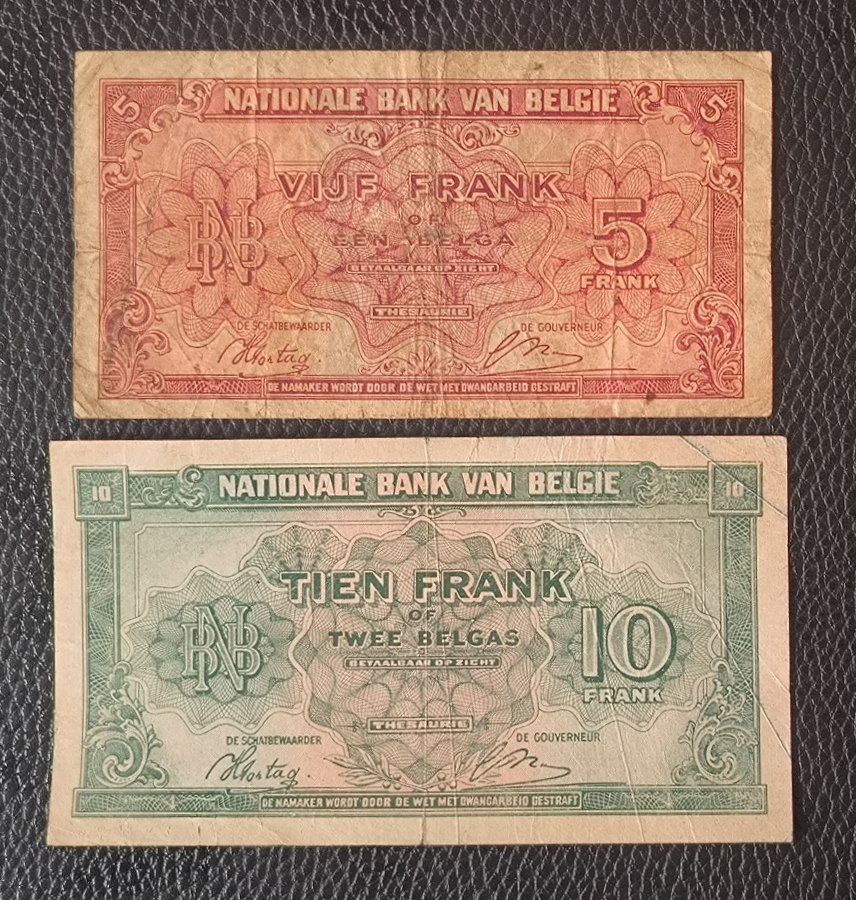 5 NATIONALE BANK VAN BELGIE 5
VIJF FRANK
OF
EEN BELGA
BETAALBAAR OP ZICHT
BNB
5
FRANK
THESAURIE
DE SCHATBEWAARDER DE GOUVERNEUR
DE NAMAKER WORDT DOOR DE WET MET DWANGARBEID GESTRAFT
10 NATIONALE BANK VAN BELGIE 10
TIEN FRANK
OF
TWEE BELGAS
BETAALBAAR OP ZICHT
BNB
10
FRANK
THESAURIE
DE SCHATBEWAARDER DE GOUVERNEUR
DE NAMAKER WORDT DOOR DE WET MET DWANGARBEID GESTRAFT